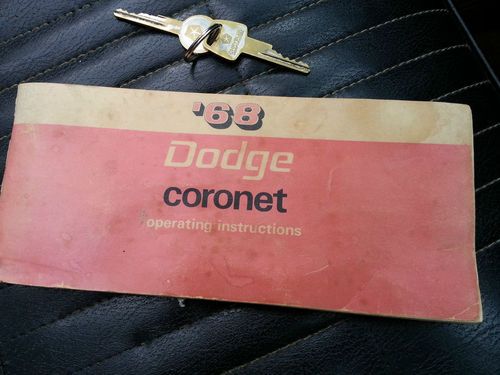 '68
Dodge
coronet
operating instructions